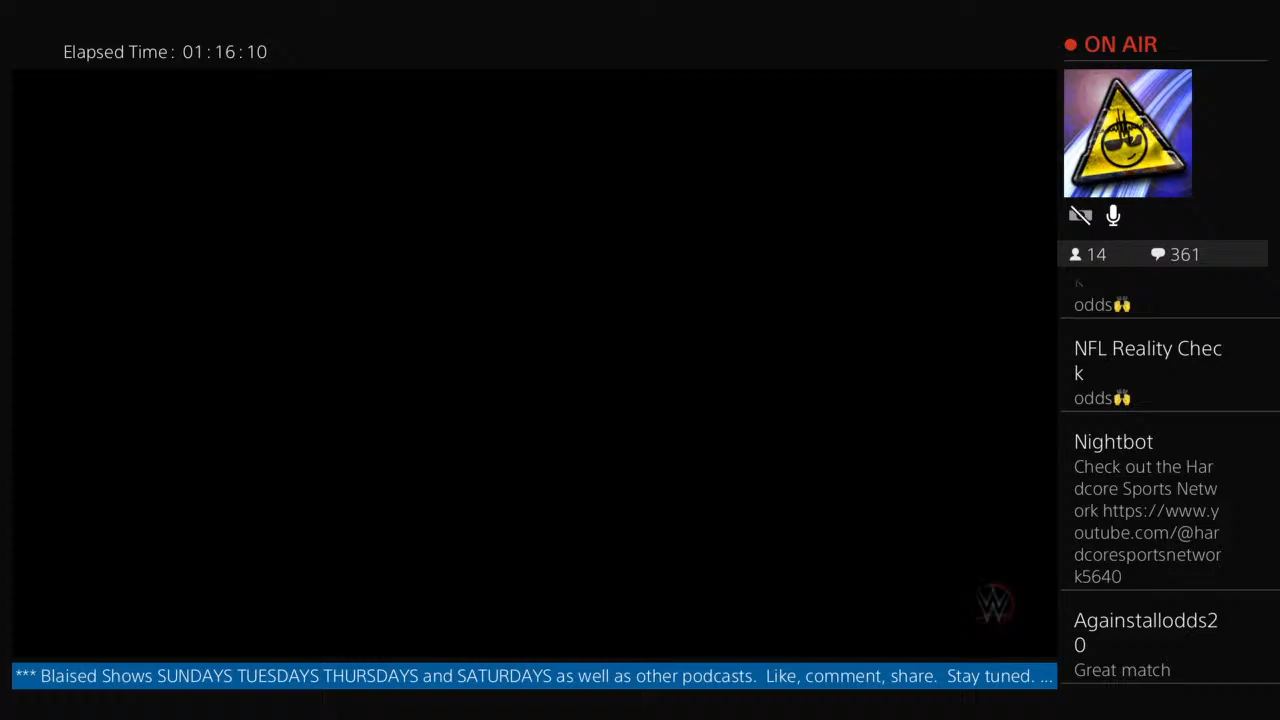 Elapsed Time: 01:16:10
ON AIR
14 361
odds🙌
NFL Reality Chec
k
odds🙌
Nightbot
Check out the Har
dcore Sports Netw
ork https://www.y
outube.com/@har
dcoresportsnetwor
k5640
Againstallodds2
0
Great match
W
*** Blaised Shows SUNDAYS TUESDAYS THURSDAYS and SATURDAYS as well as other podcasts. Like, comment, share. Stay tuned. ...